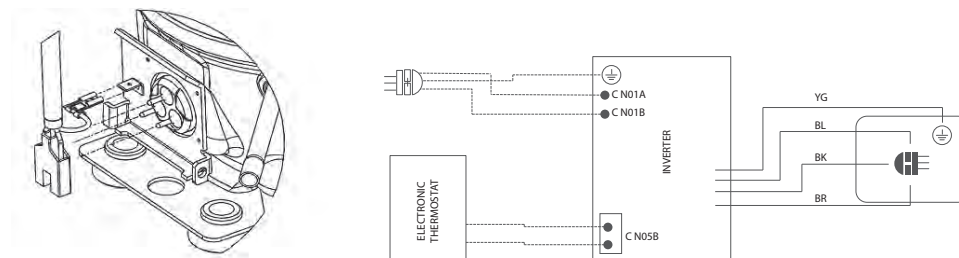 C N01A
C N01B
INVERTER
YG
BL
BK
BR
ELECTRONIC
THERMOSTAT
C N05B